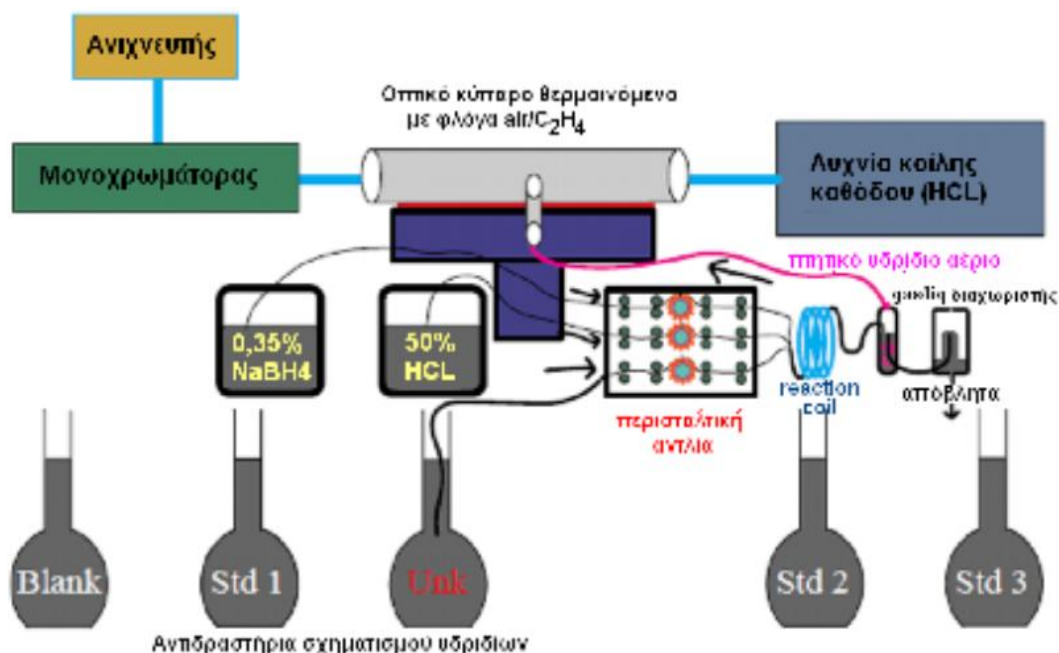 Ανιχνευτής
Οπτικό κύτταρο θερμαινόμενο
με φλόγα air/C2H4
Μονοχρωμάτορας
Λυχνία κοίλης
καθόδου (HCL)
πτητικό υδρίδιο αέριο
διαχωριστής
0,35%
NaBH4
50%
HCL
reaction
coil
απόβλητα
περισταλτική
αντλία
Blank
Std 1
Unk
Std 2
Std 3
Αντιδραστήρια σχηματισμού υδριδίων